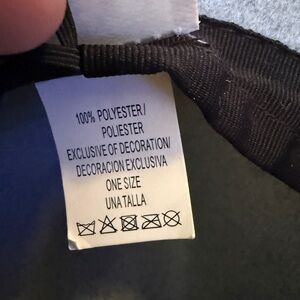 100% POLYESTER/
POLIESTER
EXCLUSIVE OF DECORATION/
DECORACION EXCLUSIVA
ONE SIZE
UNA TALLA